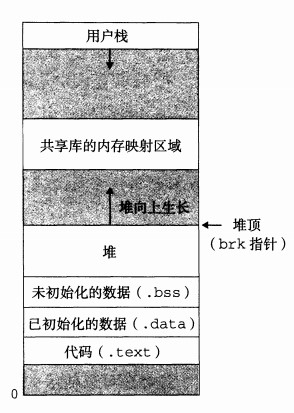 用户栈
共享库的内存映射区域
堆向上生长
堆顶
(brk 指针)
堆
未初始化的数据(.bss)
已初始化的数据(.data)
代码(.text)
0